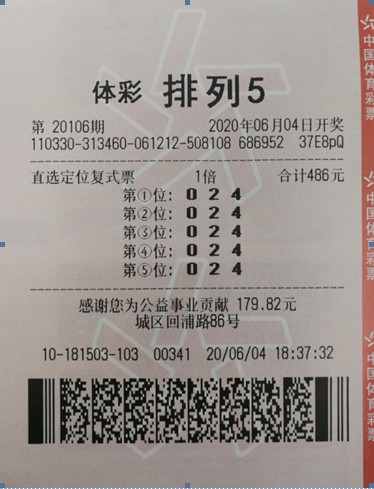 体彩 排列5
第 20106期 2020年06月04日开奖
110330-313460-061212-508108 686952 37E8pQ
直选定位复式票 1倍 合计486元
第①位: 0 2 4
第②位: 0 2 4
第③位: 0 2 4
第④位: 0 2 4
第⑤位: 0 2 4
感谢您为公益事业贡献 179.82元
城区回浦路86号
10-181503-103 00341 20/06/04 18:37:32
中国体育彩票
中国体育彩票
中国体育彩票